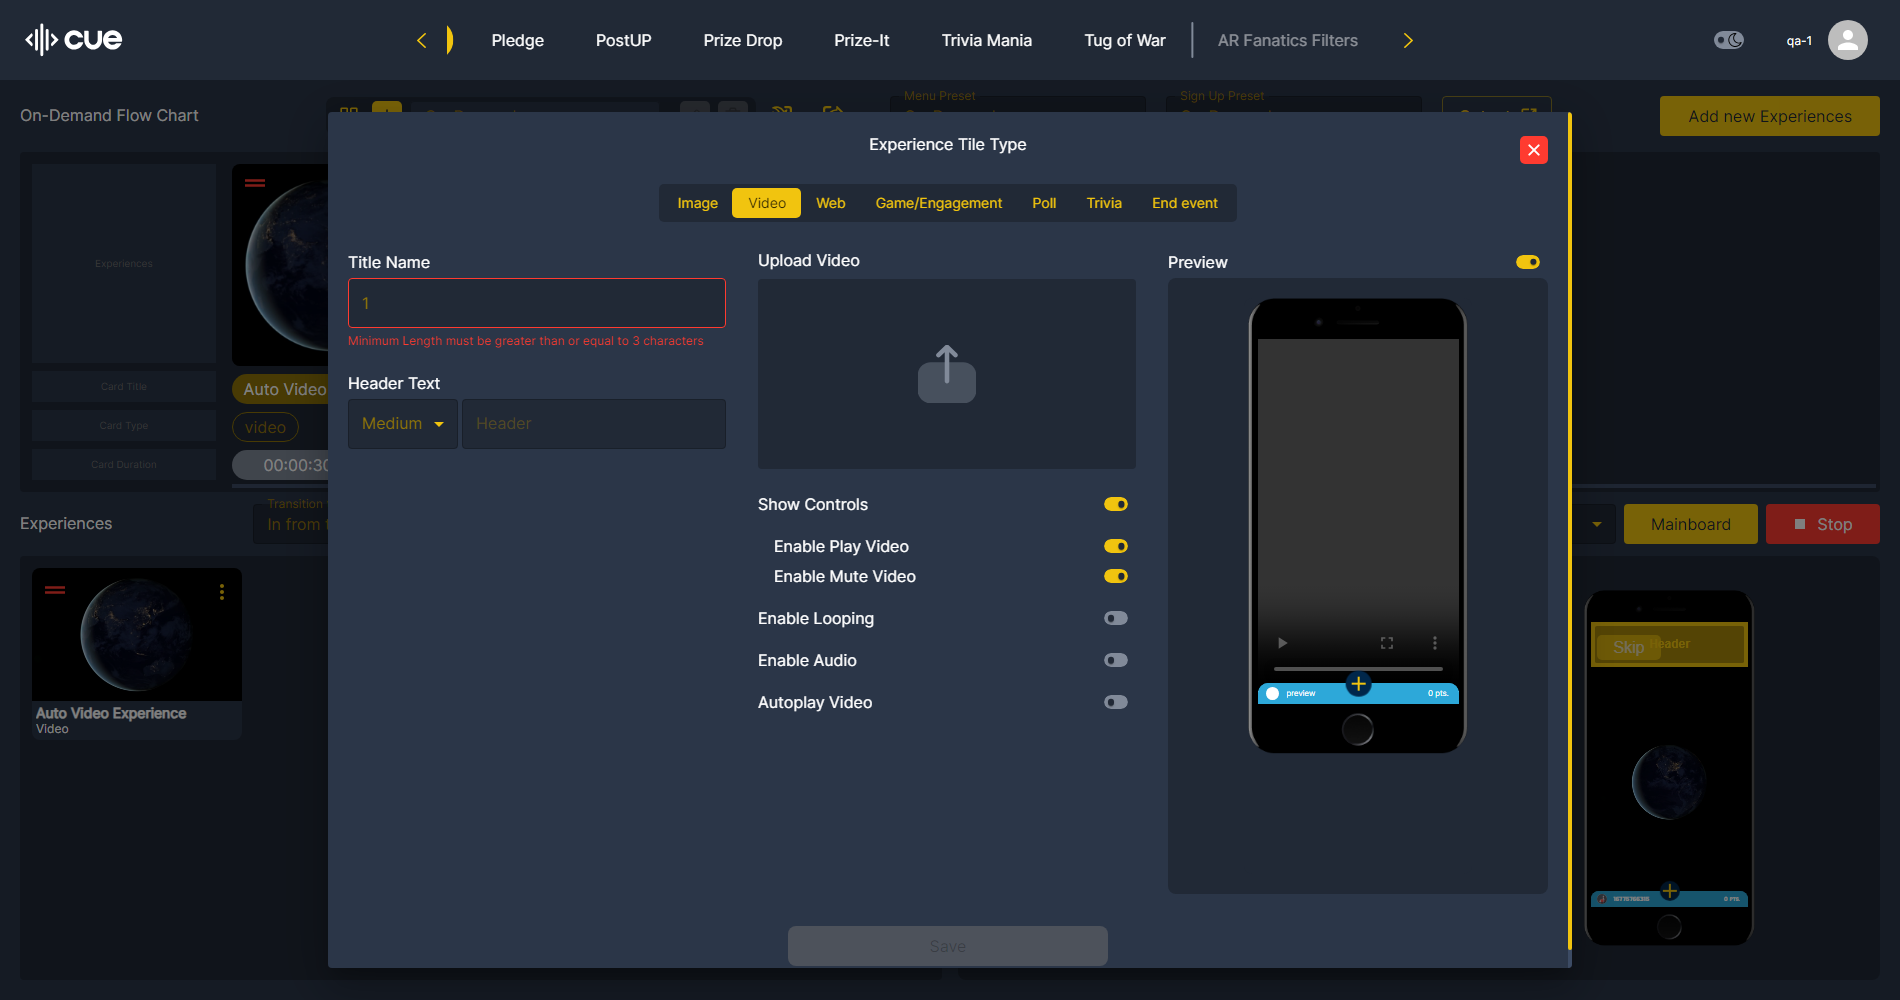 cue
Pledge
PostUP
Prize Drop
Prize-It
Trivia Mania
Tug of War
AR Fanatics Filters
qa-1
On-Demand Flow Chart
Menu Preset
Sign Up Preset
Add new Experiences
Experience Tile Type
Image
Video
Web
Game/Engagement
Poll
Trivia
End event
Experiences
Card Title
Card Type
Card Duration
Auto Video
video
00:00:30
Title Name
1
Minimum Length must be greater than or equal to 3 characters
Header Text
Medium
Header
Upload Video
Show Controls
Enable Play Video
Enable Mute Video
Enable Looping
Enable Audio
Autoplay Video
Preview
preview
0 pts.
Experiences
Transition
In from
Mainboard
Stop
Auto Video Experience
Video
Skip
Header
0 PTS.
Save